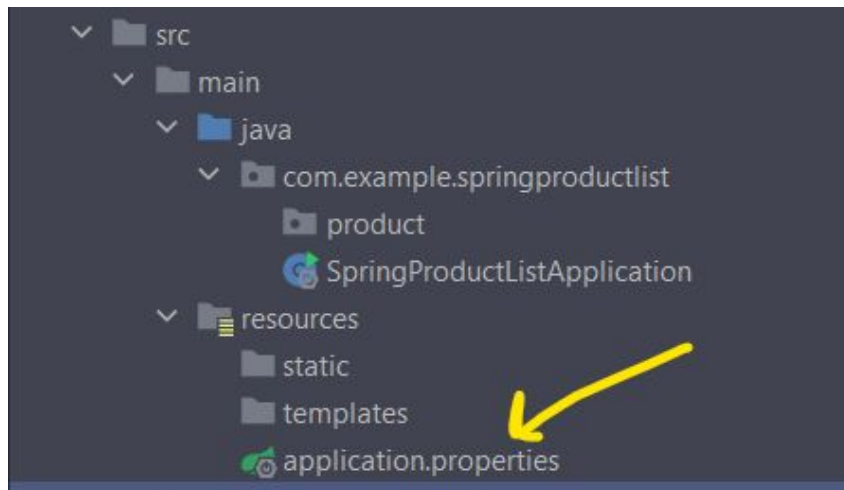 src
main
java
com.example.springproductlist
product
SpringProductListApplication
resources
static
templates
application.properties